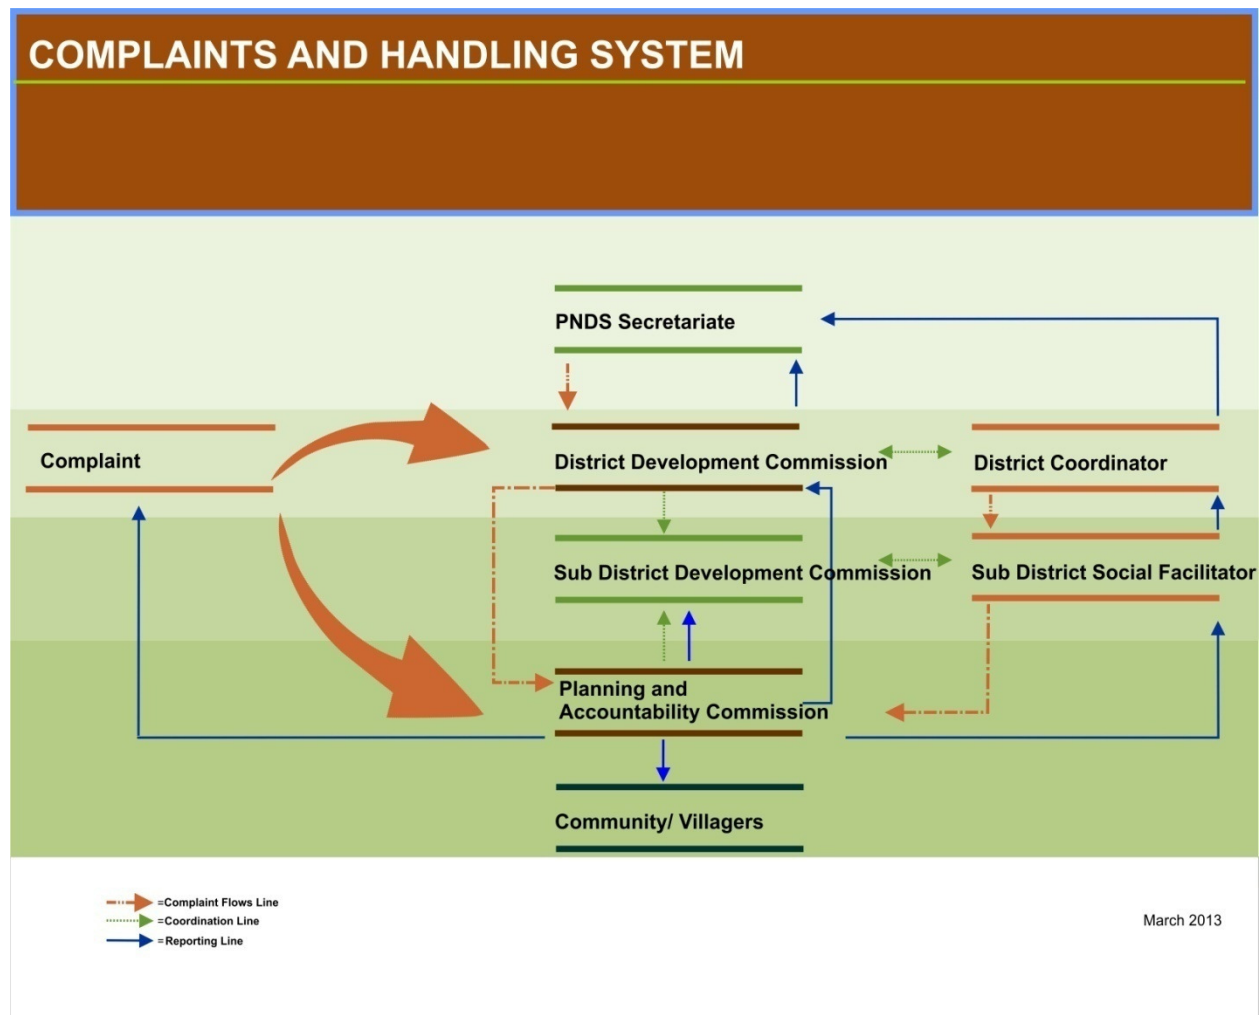 COMPLAINTS AND HANDLING SYSTEM
PNDS Secretariate
Complaint
District Development Commission
District Coordinator
Sub District Development Commission
Sub District Social Facilitator
Planning and
Accountability Commission
Community/ Villagers
=Complaint Flows Line
=Coordination Line
=Reporting Line
March 2013